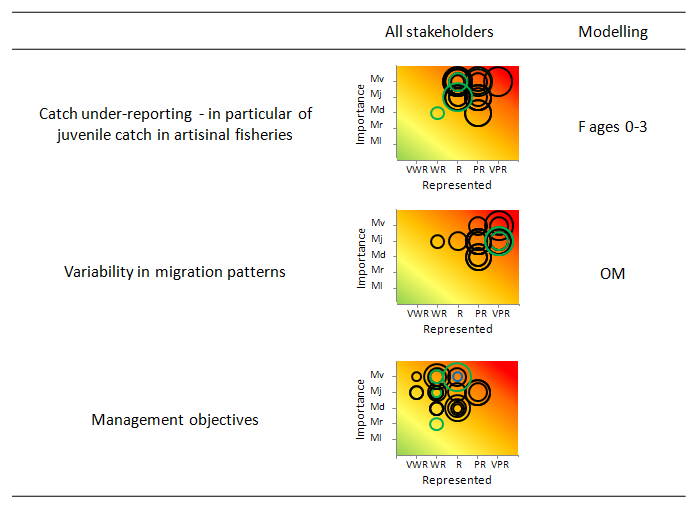 All stakeholders Modelling
Catch under-reporting - in particular of
juvenile catch in artisinal fisheries
Importance
Mv
Mj
Md
Mr
Ml
VWR WR R PR VPR
Represented
F ages 0-3
Variability in migration patterns
Importance
Mv
Mj
Md
Mr
Ml
VWR WR R PR VPR
Represented
OM
Management objectives
Importance
Mv
Mj
Md
Mr
Ml
VWR WR R PR VPR
Represented